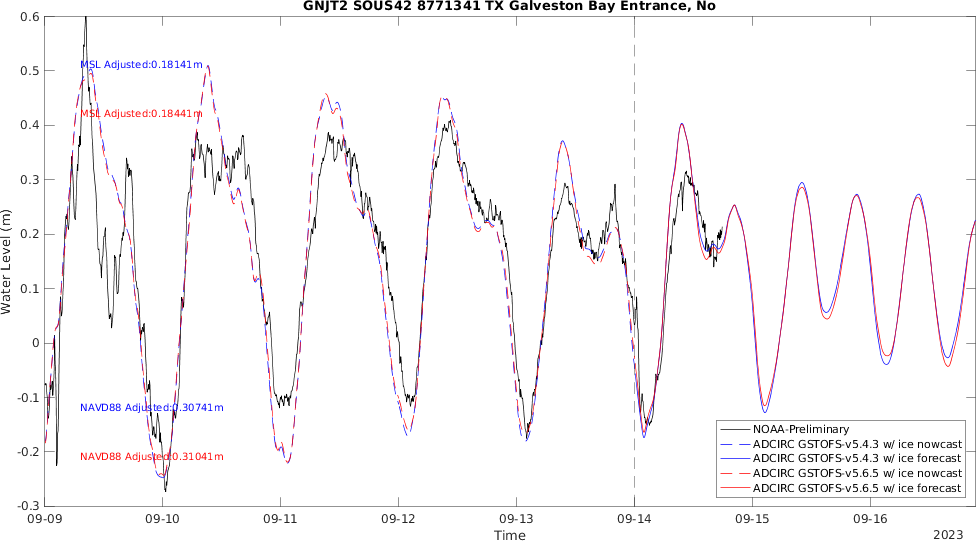 GNJT2 SOUS42 8771341 TX Galveston Bay Entrance, No
0.6
0.5
0.4
0.3
0.2
0.1
0
-0.1
-0.2
-0.3
Water Level (m)
MSL Adjusted:0.18141m
MSL Adjusted:0.18441m
NAVD88 Adjusted:0.30741m
NAVD88 Adjusted:0.31041m
NOAA-Preliminary
ADCIRC GSTOFS-v5.4.3 w/ ice nowcast
ADCIRC GSTOFS-v5.4.3 w/ ice forecast
ADCIRC GSTOFS-v5.6.5 w/ ice nowcast
ADCIRC GSTOFS-v5.6.5 w/ ice forecast
09-09 09-10 09-11 09-12 09-13 09-14 09-15 09-16
Time
2023